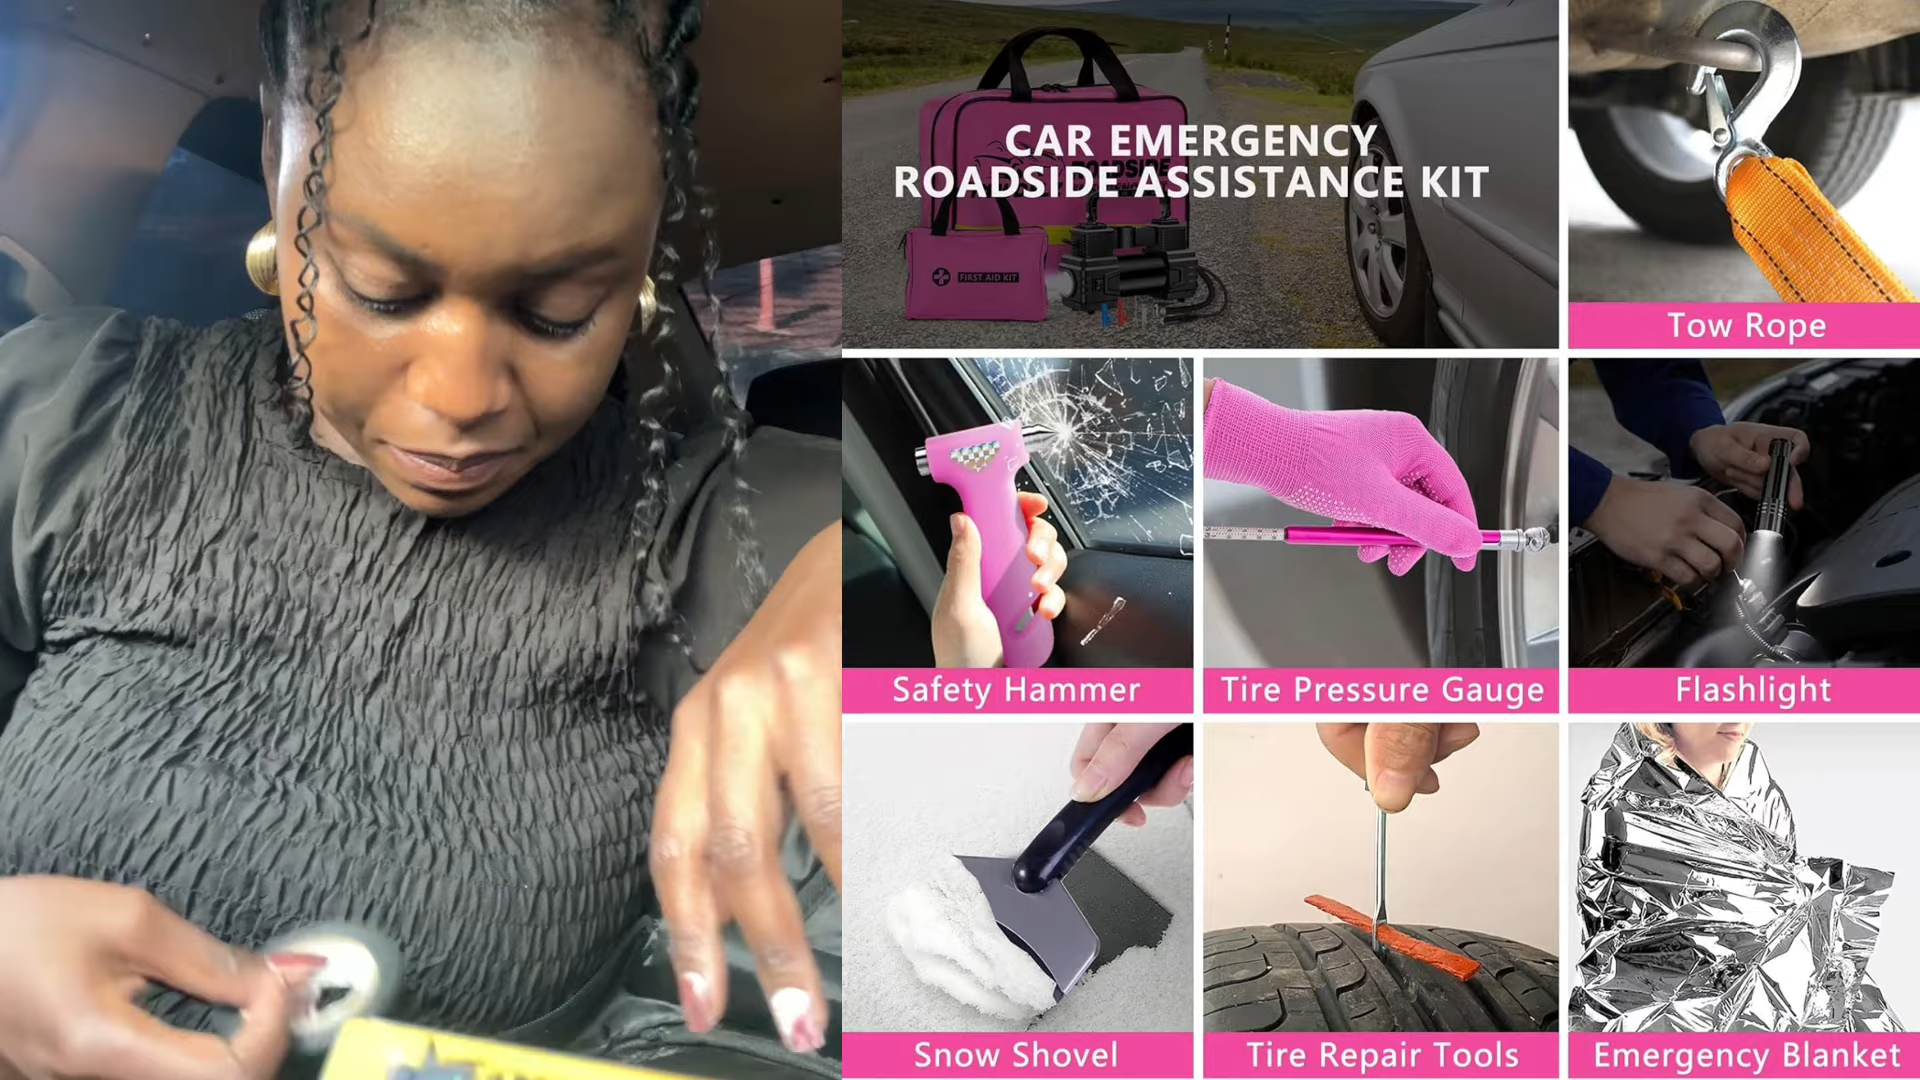 CAR EMERGENCY
ROADSIDE ASSISTANCE KIT
ROADSIDE
FIRST AID KIT
Tow Rope
Safety Hammer
Tire Pressure Gauge
Flashlight
Snow Shovel
Tire Repair Tools
Emergency Blanket